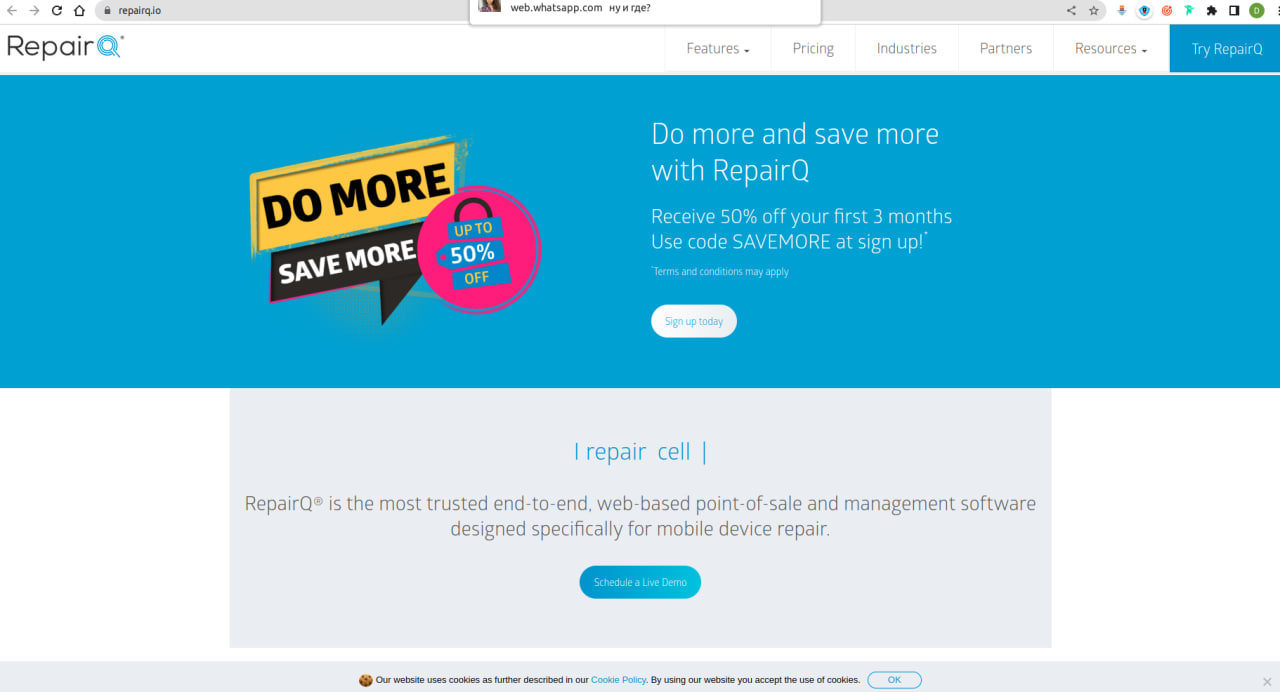 repairq.io
web.whatsapp.com ну и где?
D
RepairQ®
Features
Pricing
Industries
Partners
Resources
Try RepairQ
DO MORE
SAVE MORE
UP TO
50%
OFF
Do more and save more
with RepairQ
Receive 50% off your first 3 months
Use code SAVEMORE at sign up!*
*Terms and conditions may apply
Sign up today
I repair cell |
RepairQ® is the most trusted end-to-end, web-based point-of-sale and management software
designed specifically for mobile device repair.
Schedule a Live Demo
Our website uses cookies as further described in our Cookie Policy. By using our website you accept the use of cookies.
OK